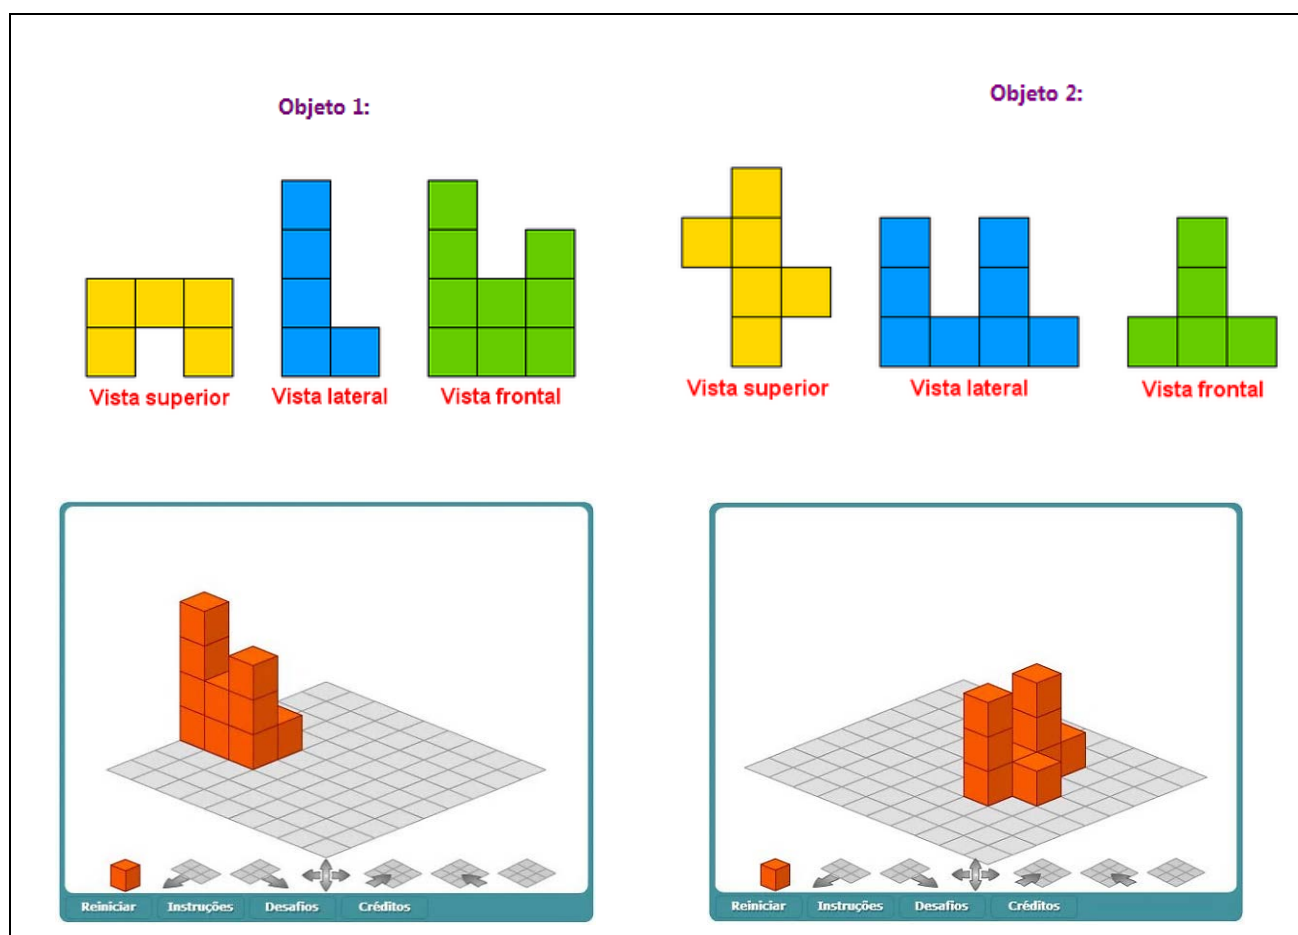 Objeto 1:
Objeto 2:
Vista superior
Vista lateral
Vista frontal
Vista superior
Vista lateral
Vista frontal
Reiniciar
Instruções
Desafios
Créditos
Reiniciar
Instruções
Desafios
Créditos